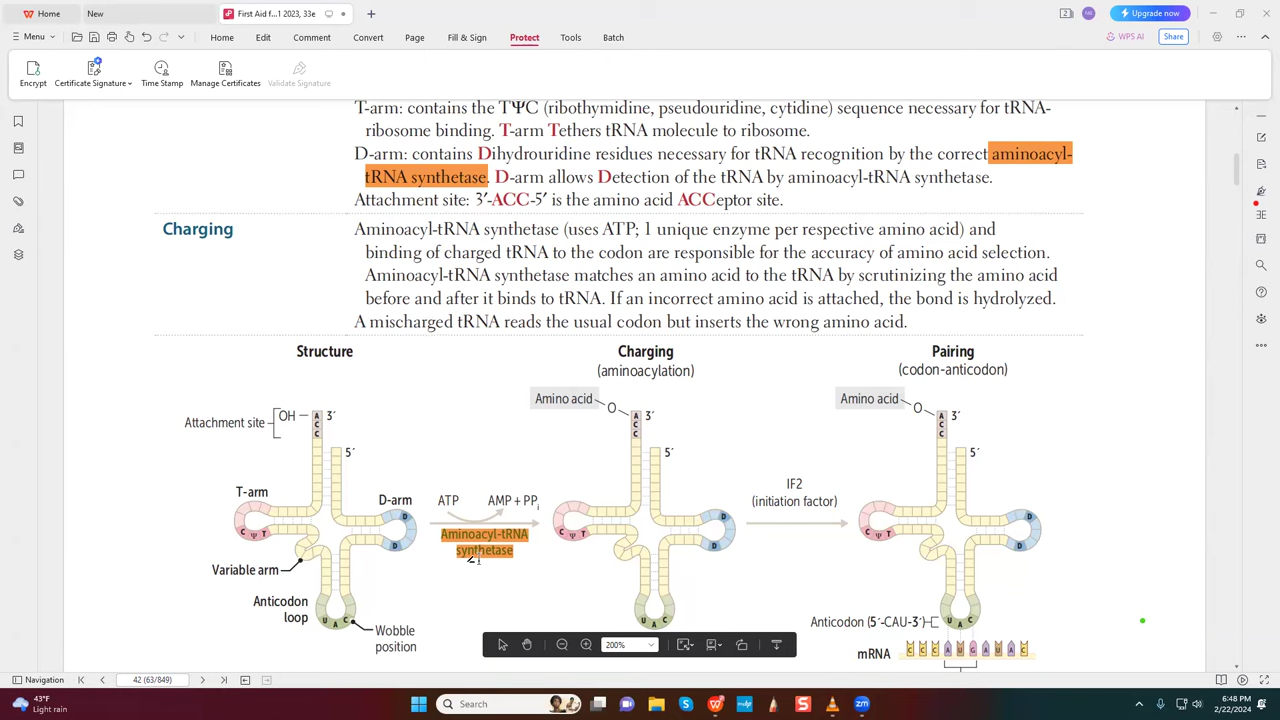 Home
New
First Aid f...1 2023, 33e
2
Upgrade now
Menu
Home
Edit
Comment
Convert
Page
Fill & Sign
Protect
Tools
Batch
WPS AI
Share
Encrypt
Certificate Signature
Time Stamp
Manage Certificates
Validate Signature
T-arm: contains the TΨC (ribothymidine, pseudouridine, cytidine) sequence necessary for tRNA-
ribosome binding. T-arm Tethers tRNA molecule to ribosome.
D-arm: contains Dihydrouridine residues necessary for tRNA recognition by the correct aminoacyl-
tRNA synthetase. D-arm allows Detection of the tRNA by aminoacyl-tRNA synthetase.
Attachment site: 3′-ACC-5′ is the amino acid ACCeptor site.
Charging
Aminoacyl-tRNA synthetase (uses ATP; 1 unique enzyme per respective amino acid) and
binding of charged tRNA to the codon are responsible for the accuracy of amino acid selection.
Aminoacyl-tRNA synthetase matches an amino acid to the tRNA by scrutinizing the amino acid
before and after it binds to tRNA. If an incorrect amino acid is attached, the bond is hydrolyzed.
A mischarged tRNA reads the usual codon but inserts the wrong amino acid.
Structure
Attachment site
OH
3′
A
C
C
5′
T-arm
D-arm
C Ψ T
D
D
Variable arm
Anticodon
loop
U A C
Wobble
position
ATP
AMP + PPi
Aminoacyl-tRNA
synthetase
Charging
(aminoacylation)
Amino acid
O
3′
A
C
C
5′
C Ψ T
D
D
U A C
IF2
(initiation factor)
Pairing
(codon-anticodon)
Amino acid
O
3′
A
C
C
5′
C Ψ T
D
D
Anticodon (5′-CAU-3′)
U A C
mRNA
C C C A U G A U A C
200%
Navigation
42 (63/849)
43°F
Light rain
Search
6:48 PM
2/22/2024